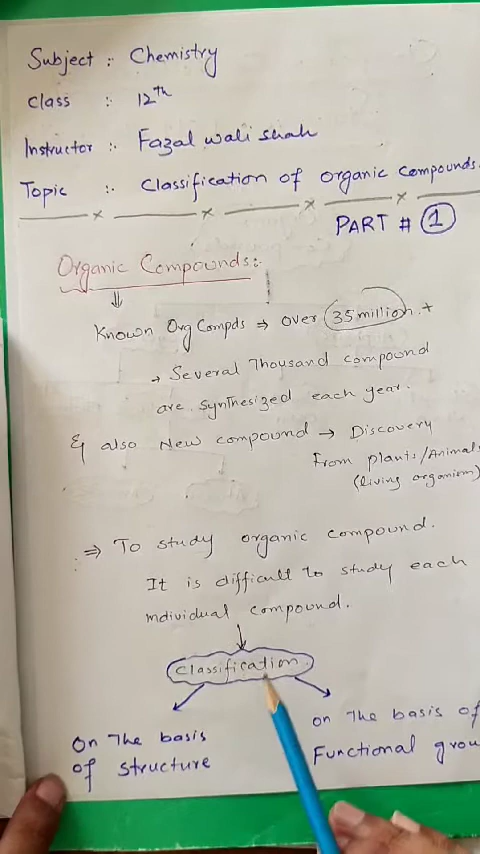 Subject :- Chemistry
Class :- 12th
Instructor :- Fazal wali shah
Topic :- Classification of organic compounds.
PART # 1
Organic Compounds:-
Known Org Compds ⇒ over 35 million +
→ Several Thousand compound
are synthesized each year.
& also New compound → Discovery
From plants/Animals
(living organism)
⇒ To study organic compound.
It is difficult to study each
individual compound.
Classification
on The basis
of structure
on The basis of
Functional grou